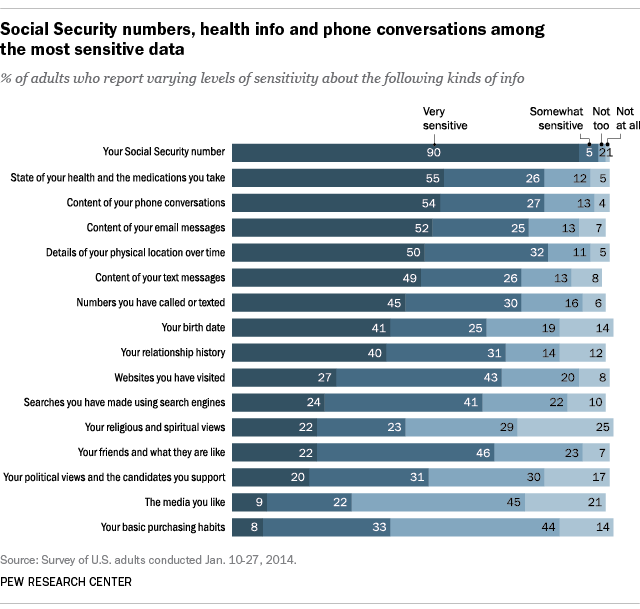 Social Security numbers, health info and phone conversations among
the most sensitive data
% of adults who report varying levels of sensitivity about the following kinds of info
Very sensitive Somewhat sensitive Not too Not at all
Your Social Security number 90 5 2 1
State of your health and the medications you take 55 26 12 5
Content of your phone conversations 54 27 13 4
Content of your email messages 52 25 13 7
Details of your physical location over time 50 32 11 5
Content of your text messages 49 26 13 8
Numbers you have called or texted 45 30 16 6
Your birth date 41 25 19 14
Your relationship history 40 31 14 12
Websites you have visited 27 43 20 8
Searches you have made using search engines 24 41 22 10
Your religious and spiritual views 22 23 29 25
Your friends and what they are like 22 46 23 7
Your political views and the candidates you support 20 31 30 17
The media you like 9 22 45 21
Your basic purchasing habits 8 33 44 14
Source: Survey of U.S. adults conducted Jan. 10-27, 2014.
PEW RESEARCH CENTER